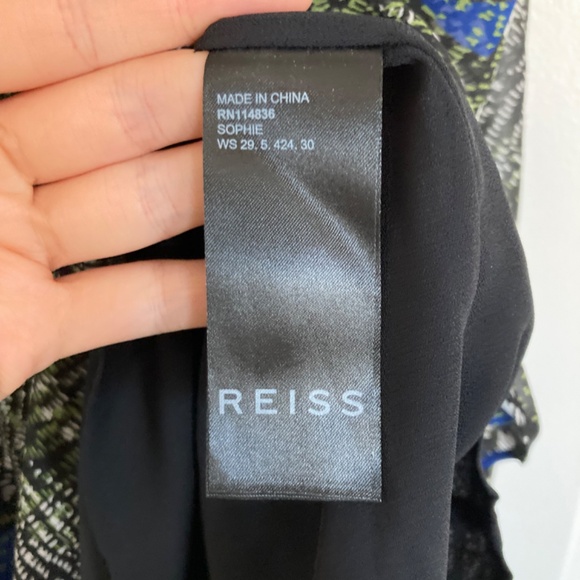 MADE IN CHINA
RN114836
SOPHIE
WS 29, 5, 424, 30
REISS